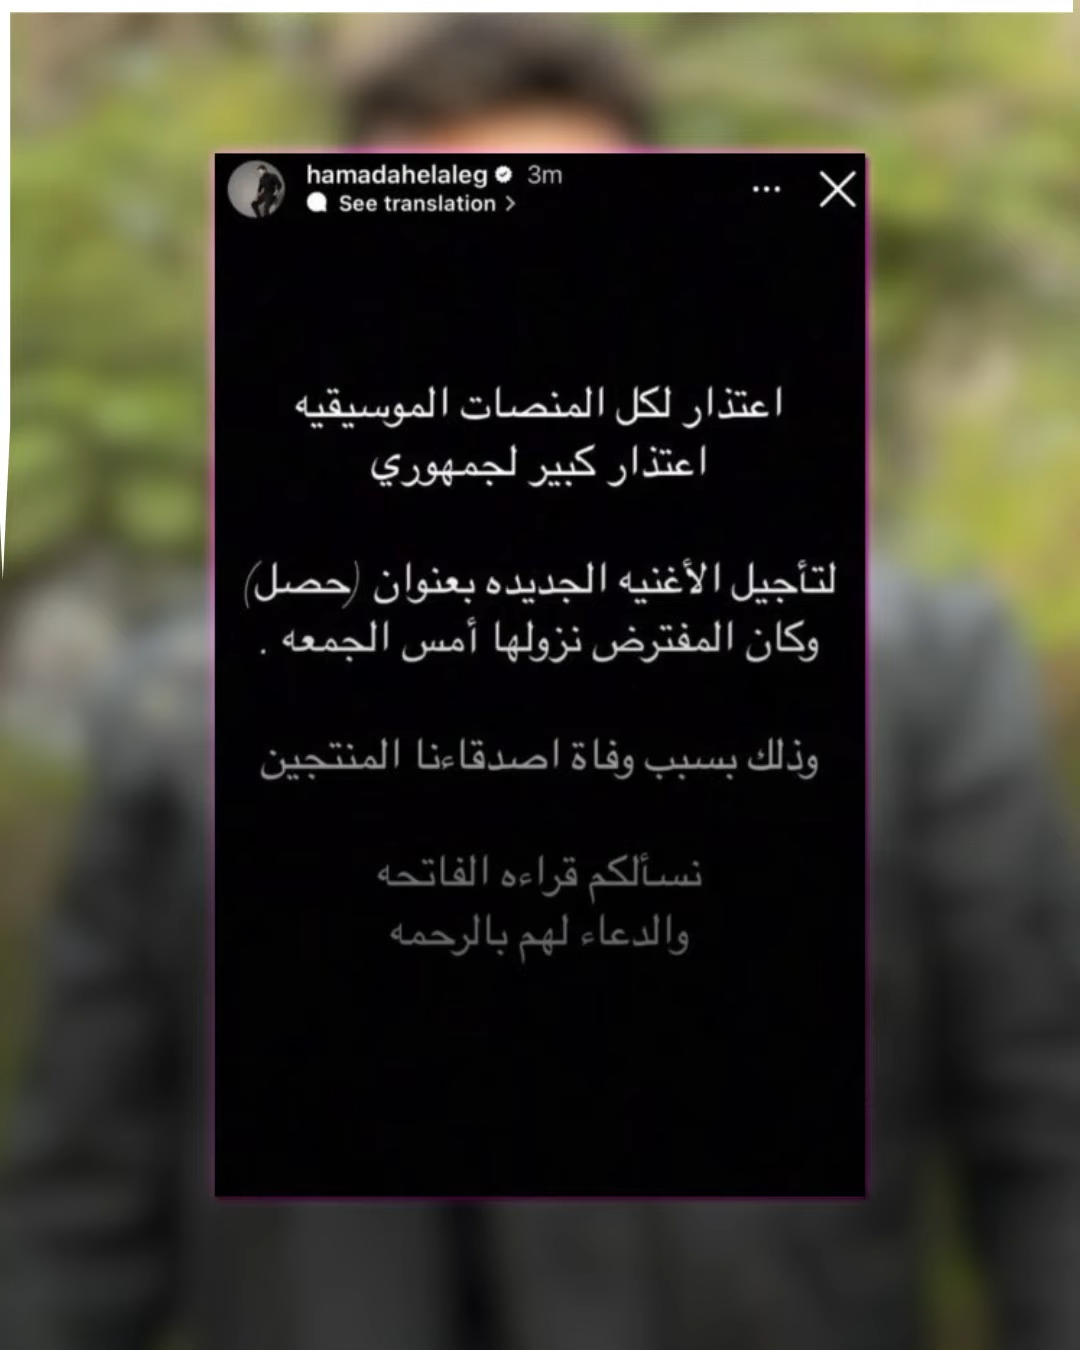 hamadahelaleg 3m
See translation
اعتذار لكل المنصات الموسيقيه
اعتذار كبير لجمهوري
لتأجيل الأغنيه الجديده بعنوان (حصل)
وكان المفترض نزولها أمس الجمعه .
وذلك بسبب وفاة اصدقاءنا المنتجين
نسألكم قراءه الفاتحه
والدعاء لهم بالرحمه